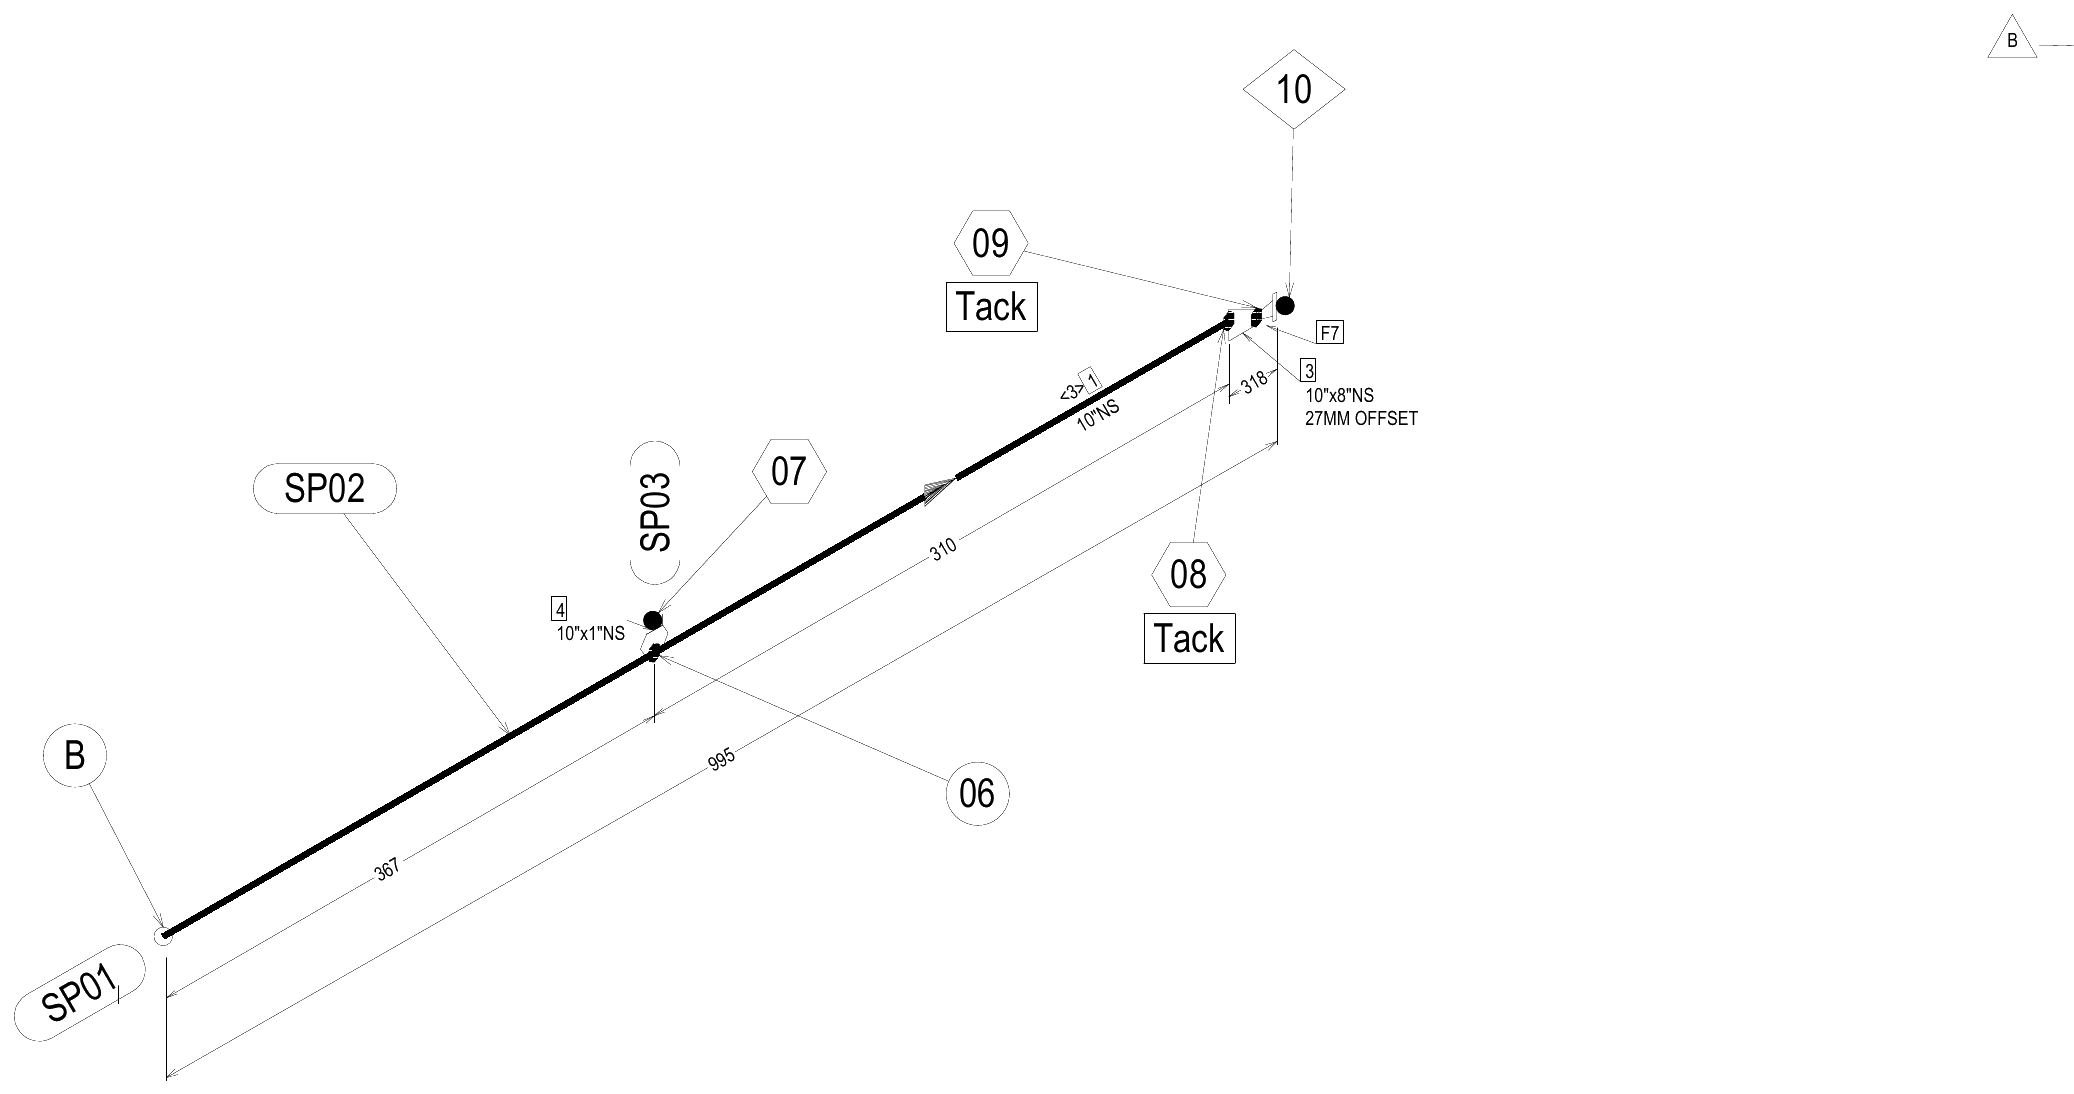 B
10
09
Tack
F7
3
10"x8"NS
27MM OFFSET
318
<3> 1
10"NS
SP02
SP03
07
310
08
Tack
4
10"x1"NS
B
995
06
367
SP01